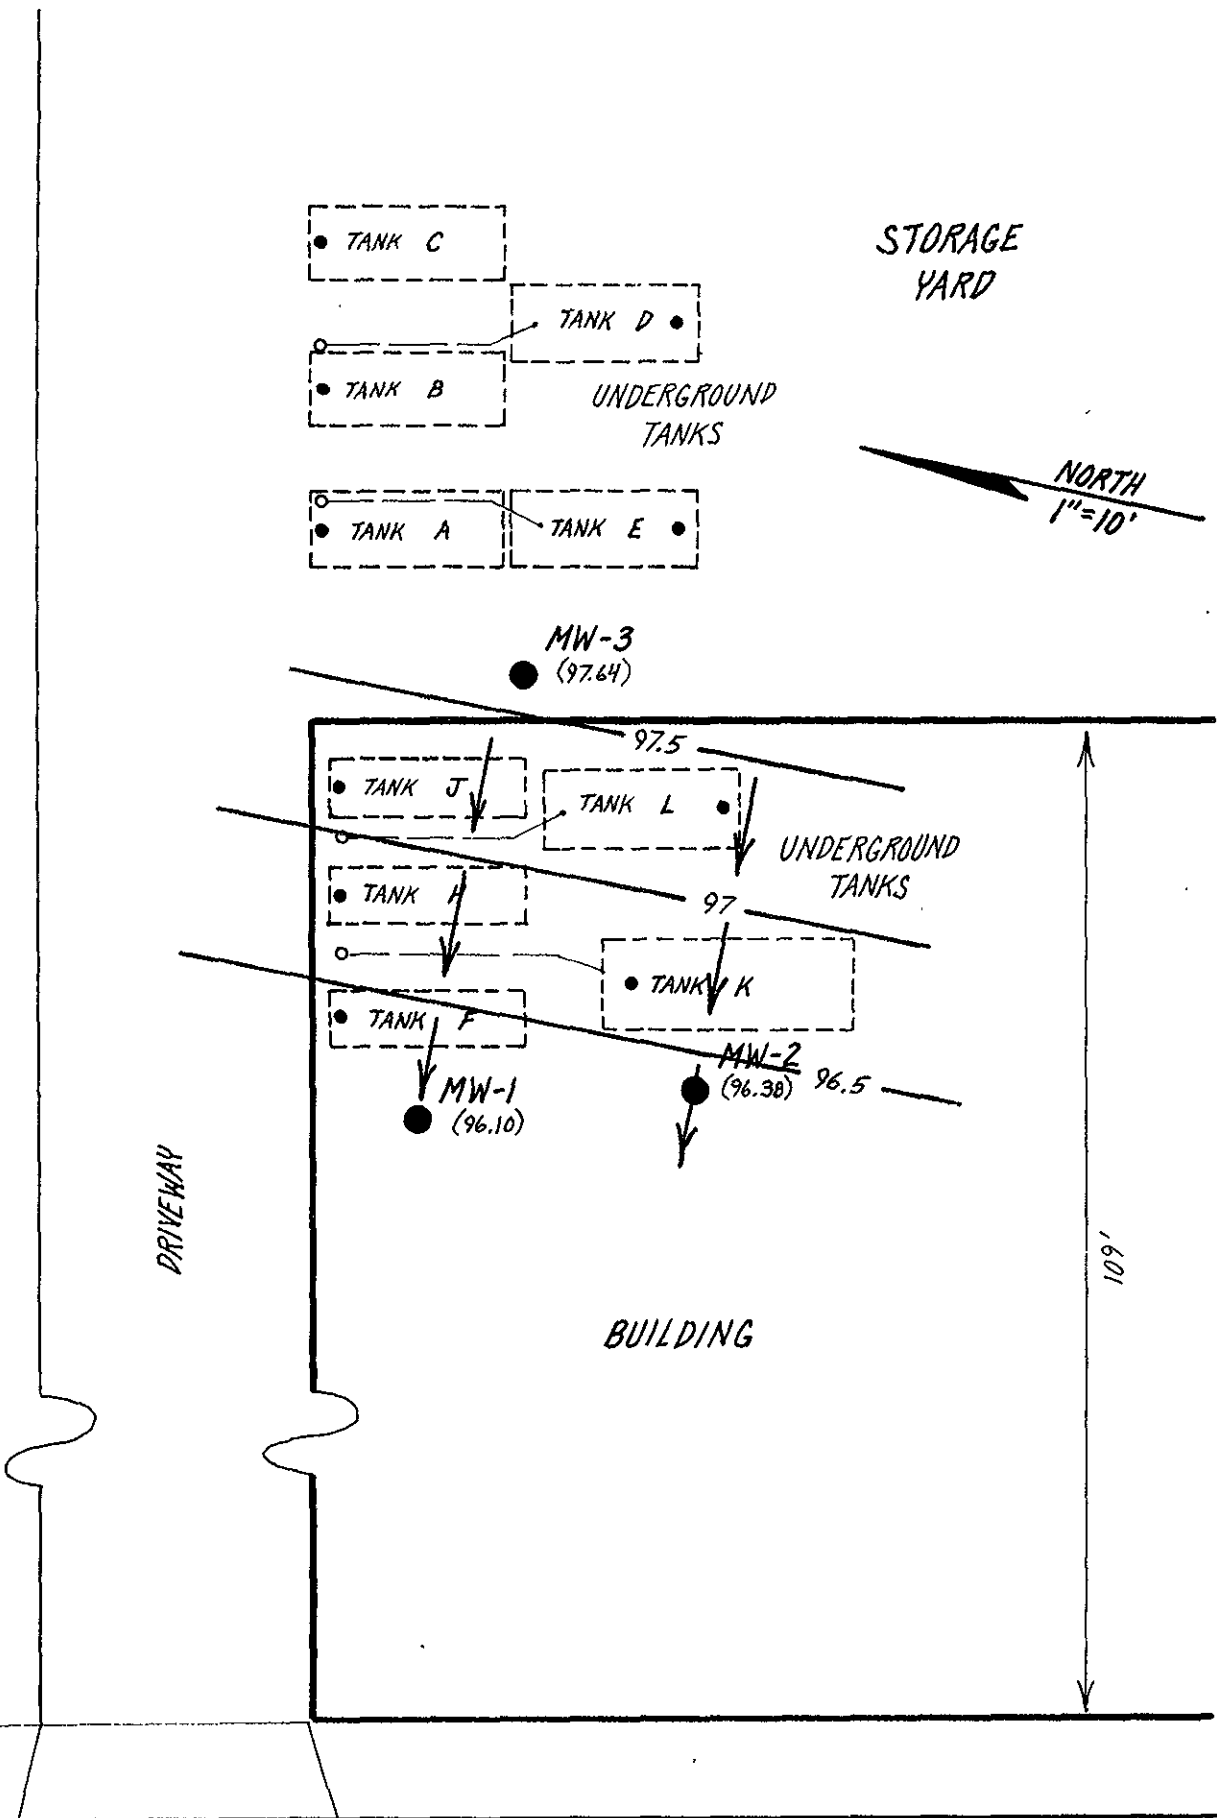 TANK C
STORAGE
YARD
TANK D
TANK B
UNDERGROUND
TANKS
NORTH
1"=10'
TANK A
TANK E
MW-3
(97.64)
97.5
TANK J
TANK L
UNDERGROUND
TANKS
TANK H
97
TANK K
TANK F
MW-2
(96.38)
96.5
MW-1
(96.10)
DRIVEWAY
109'
BUILDING